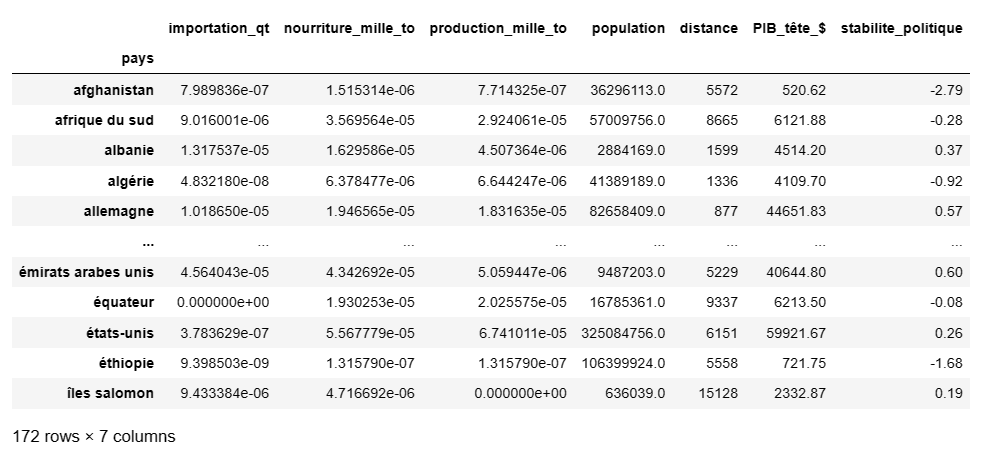 importation_qt nourriture_mille_to production_mille_to population distance PIB_tête_$ stabilite_politique
pays
afghanistan 7.989836e-07 1.515314e-06 7.714325e-07 36296113.0 5572 520.62 -2.79
afrique du sud 9.016001e-06 3.569564e-05 2.924061e-05 57009756.0 8665 6121.88 -0.28
albanie 1.317537e-05 1.629586e-05 4.507364e-06 2884169.0 1599 4514.20 0.37
algérie 4.832180e-08 6.378477e-06 6.644247e-06 41389189.0 1336 4109.70 -0.92
allemagne 1.018650e-05 1.946565e-05 1.831635e-05 82658409.0 877 44651.83 0.57
... ... ... ... ... ... ... ...
émirats arabes unis 4.564043e-05 4.342692e-05 5.059447e-06 9487203.0 5229 40644.80 0.60
équateur 0.000000e+00 1.930253e-05 2.025575e-05 16785361.0 9337 6213.50 -0.08
états-unis 3.783629e-07 5.567779e-05 6.741011e-05 325084756.0 6151 59921.67 0.26
éthiopie 9.398503e-09 1.315790e-07 1.315790e-07 106399924.0 5558 721.75 -1.68
îles salomon 9.433384e-06 4.716692e-06 0.000000e+00 636039.0 15128 2332.87 0.19
172 rows × 7 columns